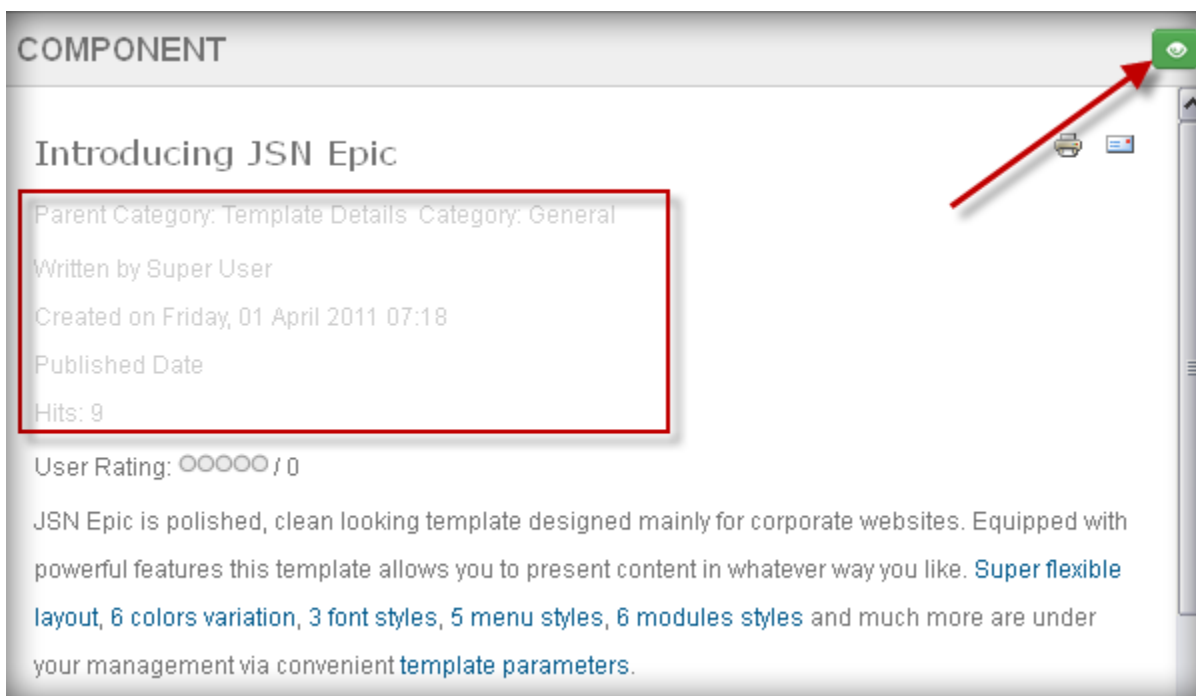 COMPONENT
Introducing JSN Epic
Parent Category: Template Details Category: General
Written by Super User
Created on Friday, 01 April 2011 07:18
Published Date
Hits: 9
User Rating: / 0
JSN Epic is polished, clean looking template designed mainly for corporate websites. Equipped with
powerful features this template allows you to present content in whatever way you like. Super flexible
layout, 6 colors variation, 3 font styles, 5 menu styles, 6 modules styles and much more are under
your management via convenient template parameters.